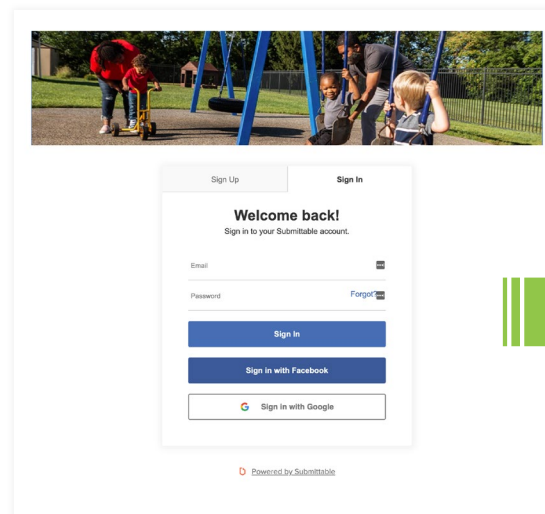 Sign Up
Sign In
Welcome back!
Sign in to your Submittable account.
Email
Password
Forgot?
Sign In
Sign in with Facebook
G Sign in with Google
Powered by Submittable